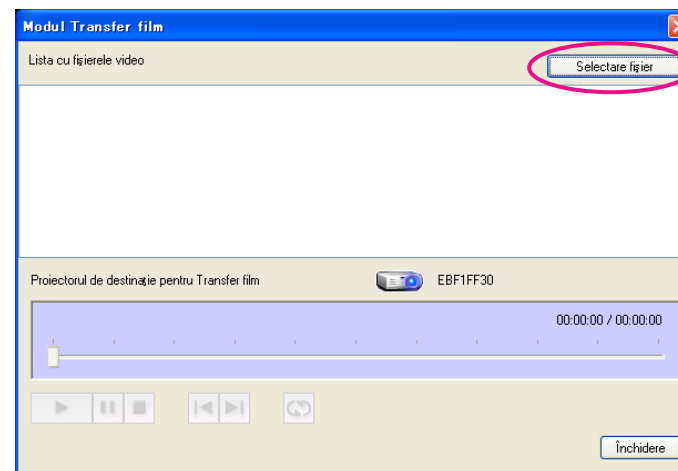 Modul Transfer film
Lista cu fişierele video
Selectare fişier
Proiectorul de destinaţie pentru Transfer film
EBF1FF30
00:00:00 / 00:00:00
Închidere